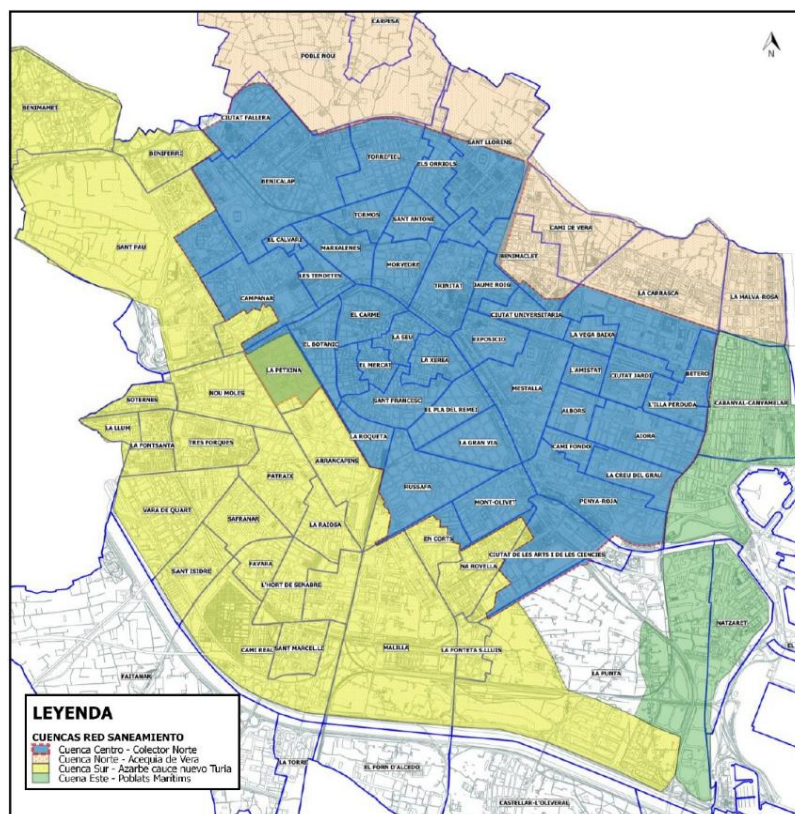 CARPESA
POBLE NOU
N
BENIMAMET
CIUTAT FALLERA
BENIFERRI
SANT LLORENS
TORREFIEL
ELS ORRIOLS
BENICALAP
TORMOS
SANT ANTONI
CAMI DE VERA
SANT PAU
EL CALVARI
MARXALENES
BENIMACLET
MORVEDRE
LES TENDETES
TRINITAT
JAUME ROIG
LA CARRASCA
LA MALVA-ROSA
CAMPANAR
EL CARME
CIUTAT UNIVERSITARIA
LA VEGA BAIXA
EL BOTANIC
LA SEU
EXPOSICIO
LA XEREA
EL MERCAT
LA PETXINA
L'AMISTAT
CIUTAT JARDI
BETERO
NOU MOLES
MESTALLA
CABANYAL-CANYAMELAR
SOTERNES
SANT FRANCESC
L'ILLA PERDUDA
EL PLA DEL REMEI
ALBORS
LA LLUM
LA ROQUETA
AIORA
LA FONTSANTA
TRES FORQUES
LA GRAN VIA
CAMI FONDO
ARRANCAPINS
LA CREU DEL GRAU
PATRAIX
RUSSAFA
MONT-OLIVET
PENYA-ROJA
VARA DE QUART
SAFRANAR
LA RAIOSA
EN CORTS
CIUTAT DE LES ARTS I DE LES CIENCIES
FAVARA
NA ROVELLA
SANT ISIDRE
L'HORT DE SENABRE
NATZARET
CAMI REAL
SANT MARCEL.LI
MALILLA
LA FONTETA S.LLUIS
EL
LA PUNTA
FAITANAR
LEYENDA
CUENCAS RED SANEAMIENTO
Cuenca Centro - Colector Norte
Cuenca Norte - Acequia de Vera
Cuenca Sur - Azarbe cauce nuevo Turia
Cuena Este - Poblats Marítims
LA TORRE
EL FORN D'ALCEDO
CASTELLAR-L'OLIVERAL